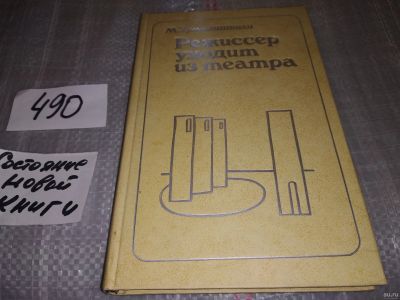 490
Состояние
новой
книги
Режиссер
уходит
из театра